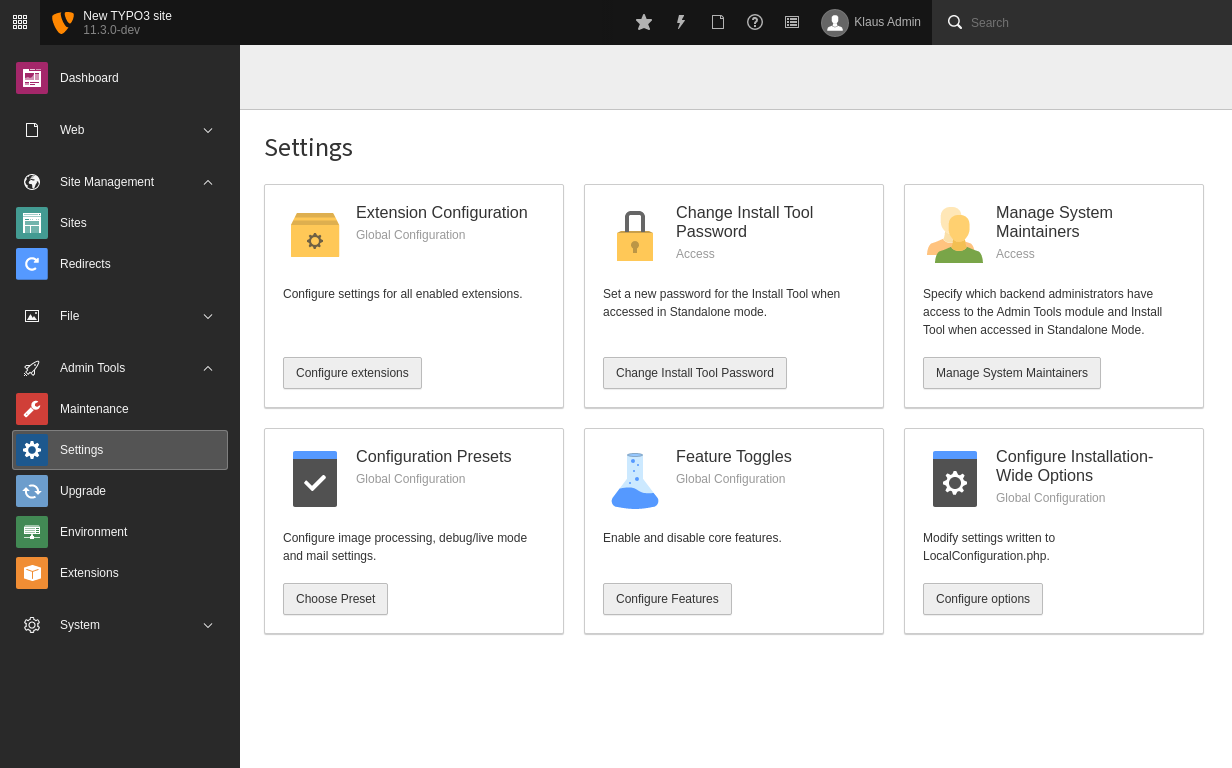 New TYPO3 site
11.3.0-dev
Klaus Admin
Search
Dashboard
Web
Site Management
Sites
Redirects
File
Admin Tools
Maintenance
Settings
Upgrade
Environment
Extensions
System
Settings
Extension Configuration
Global Configuration
Configure settings for all enabled extensions.
Configure extensions
Change Install Tool
Password
Access
Set a new password for the Install Tool when
accessed in Standalone mode.
Change Install Tool Password
Manage System
Maintainers
Access
Specify which backend administrators have
access to the Admin Tools module and Install
Tool when accessed in Standalone Mode.
Manage System Maintainers
Configuration Presets
Global Configuration
Configure image processing, debug/live mode
and mail settings.
Choose Preset
Feature Toggles
Global Configuration
Enable and disable core features.
Configure Features
Configure Installation-
Wide Options
Global Configuration
Modify settings written to
LocalConfiguration.php.
Configure options